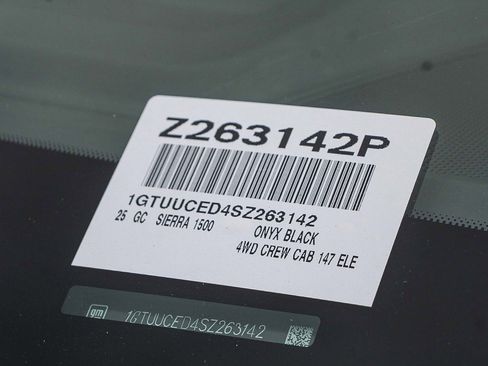 Z263142P
1GTUUCED4SZ263142
25 GC SIERRA 1500 ONYX BLACK
4WD CREW CAB 147 ELE
gm 1GTUUCED4SZ263142